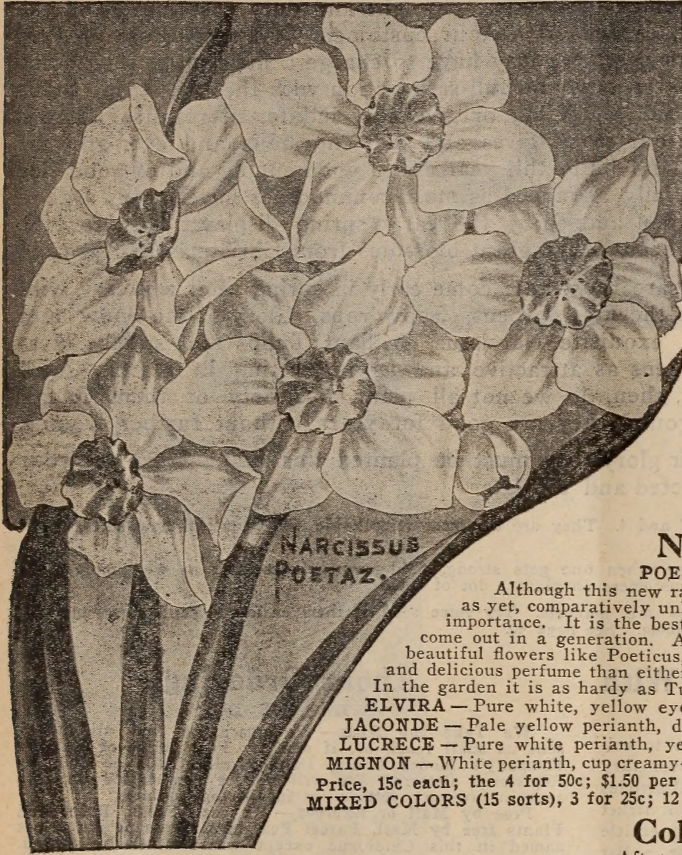 NARCISSUS
POETAZ.
N
POE
Although this new ra
as yet, comparatively unk
importance. It is the best
come out in a generation. A
beautiful flowers like Poeticus,
and delicious perfume than eithe
In the garden it is as hardy as Tu
ELVIRA — Pure white, yellow eye
JACONDE — Pale yellow perianth, d
LUCRECE — Pure white perianth, ye
MIGNON — White perianth, cup creamy-
Price, 15c each; the 4 for 50c; $1.50 per
MIXED COLORS (15 sorts), 3 for 25c; 12
Col